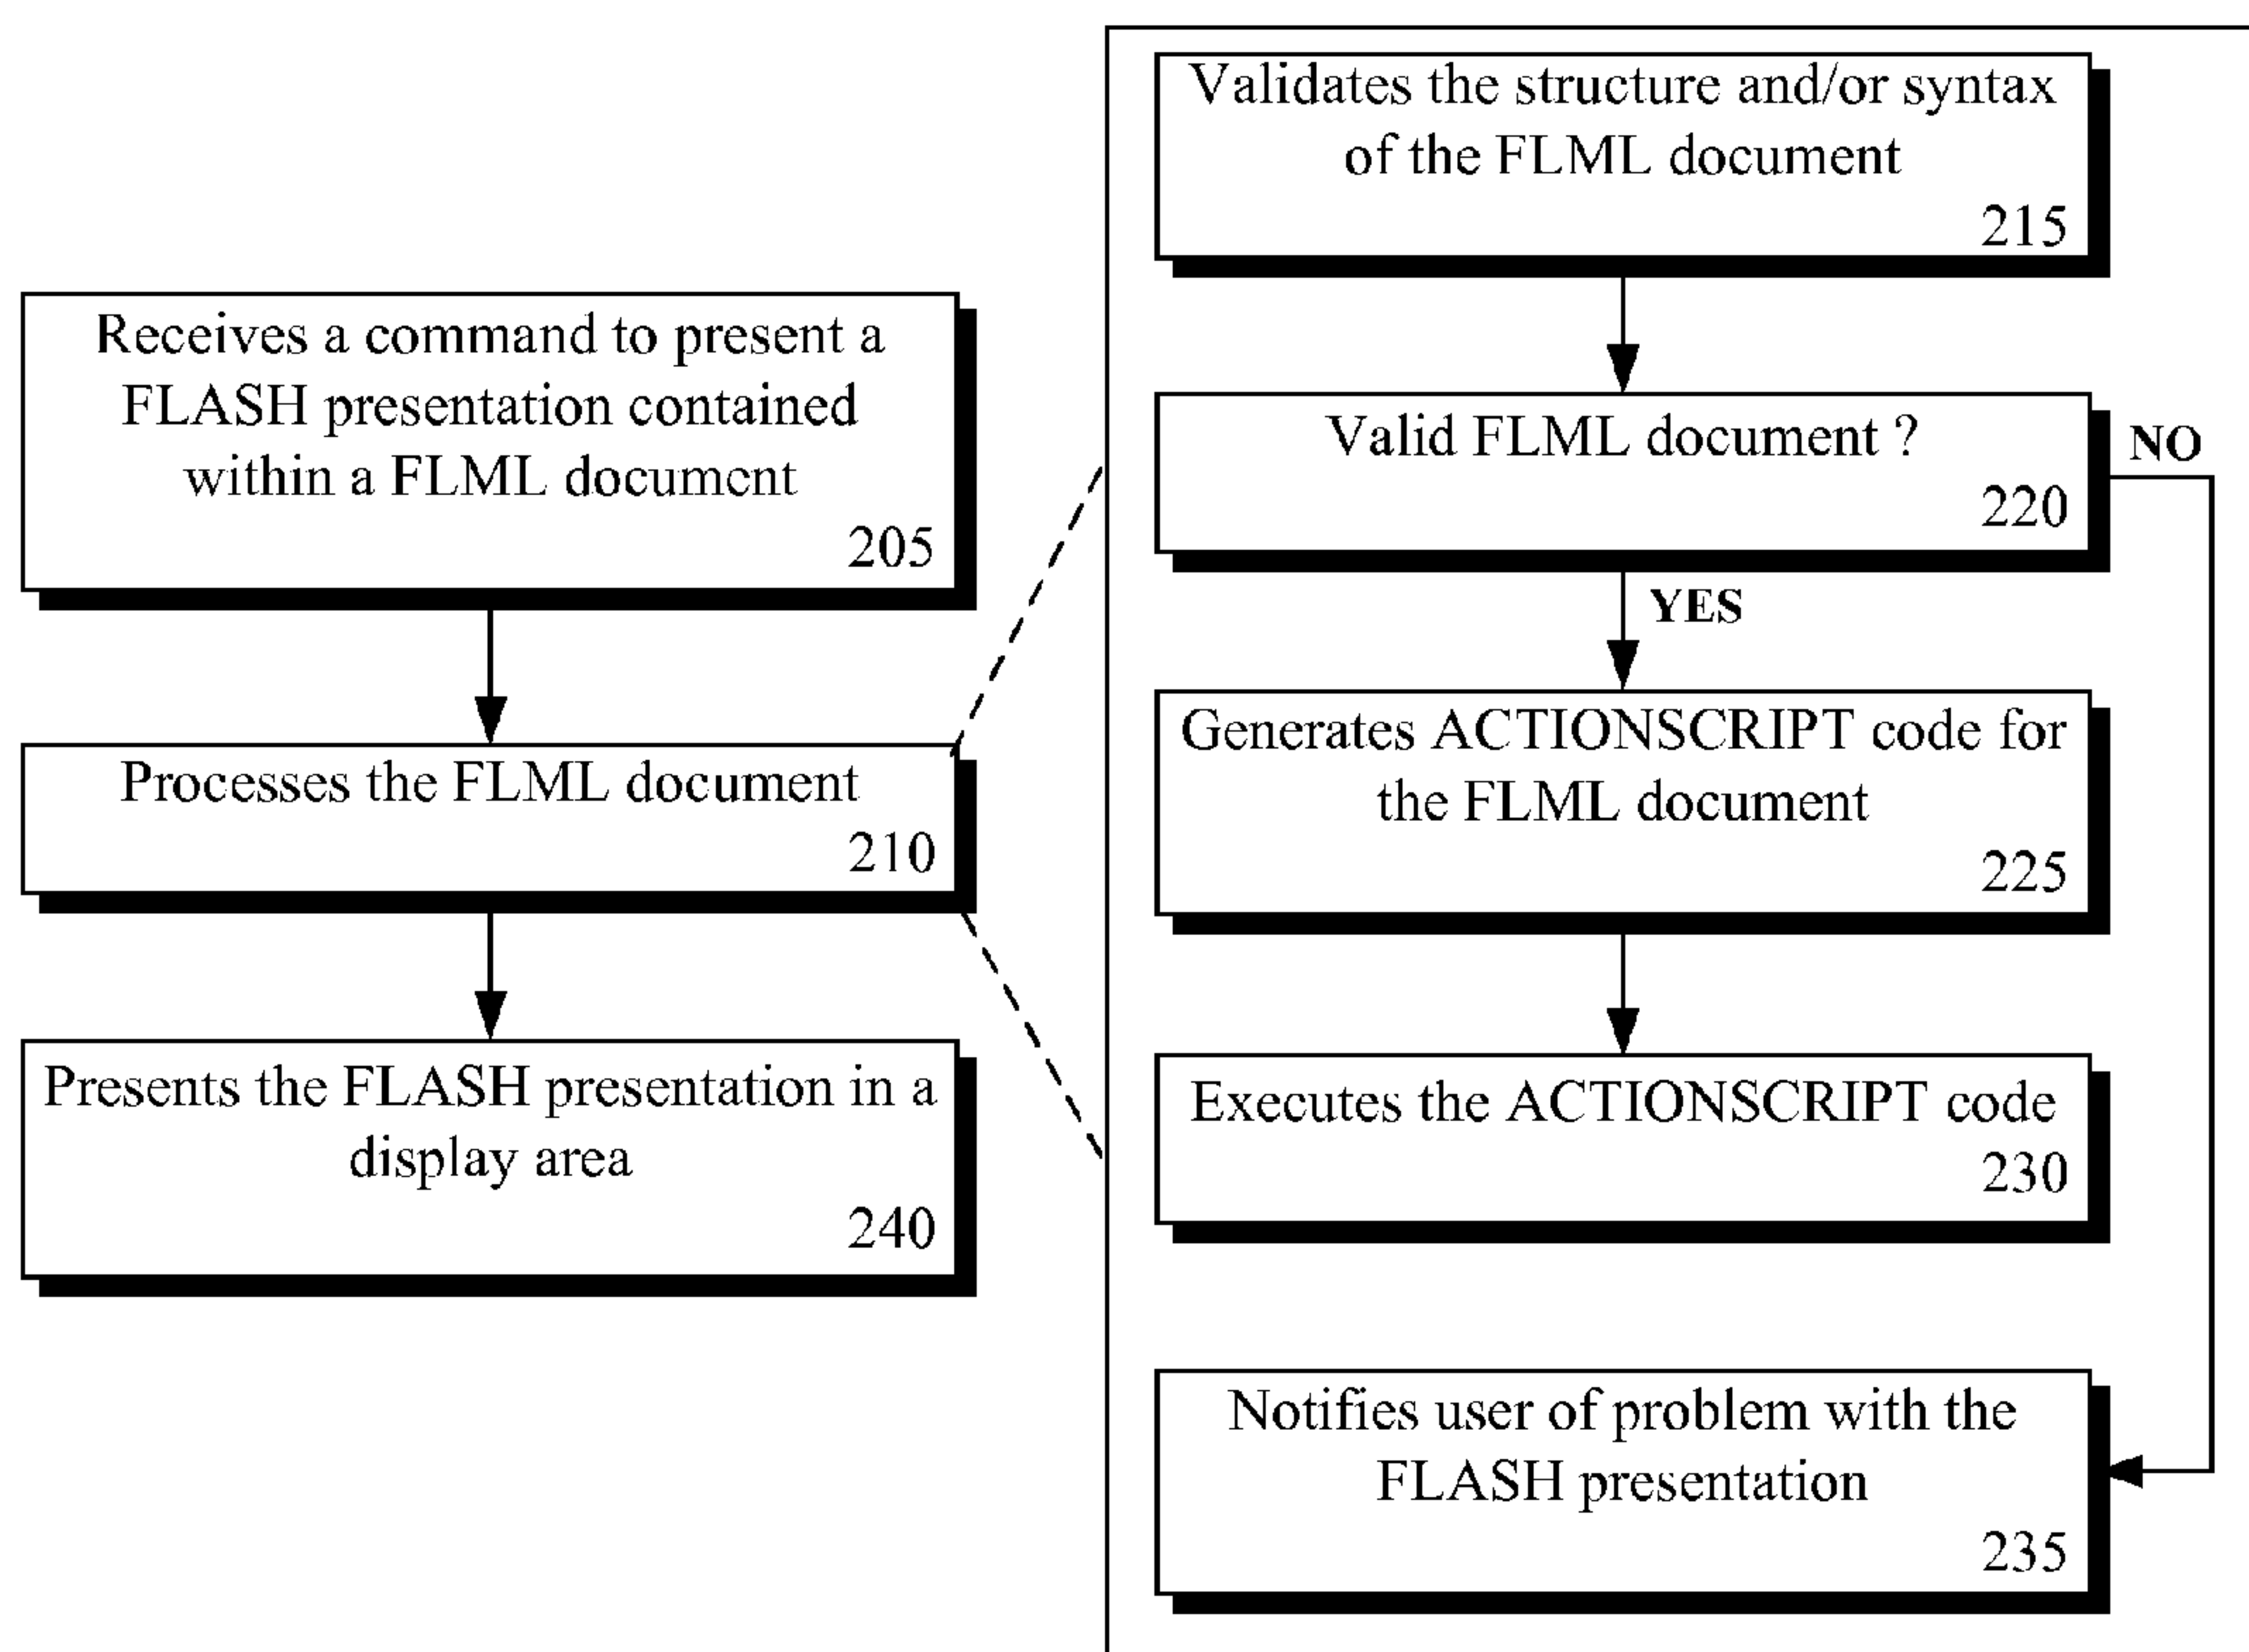 Receives a command to present a
FLASH presentation contained
within a FLML document
205
Processes the FLML document
210
Presents the FLASH presentation in a
display area
240
Validates the structure and/or syntax
of the FLML document
215
Valid FLML document ?
220
NO
YES
Generates ACTIONSCRIPT code for
the FLML document
225
Executes the ACTIONSCRIPT code
230
Notifies user of problem with the
FLASH presentation
235